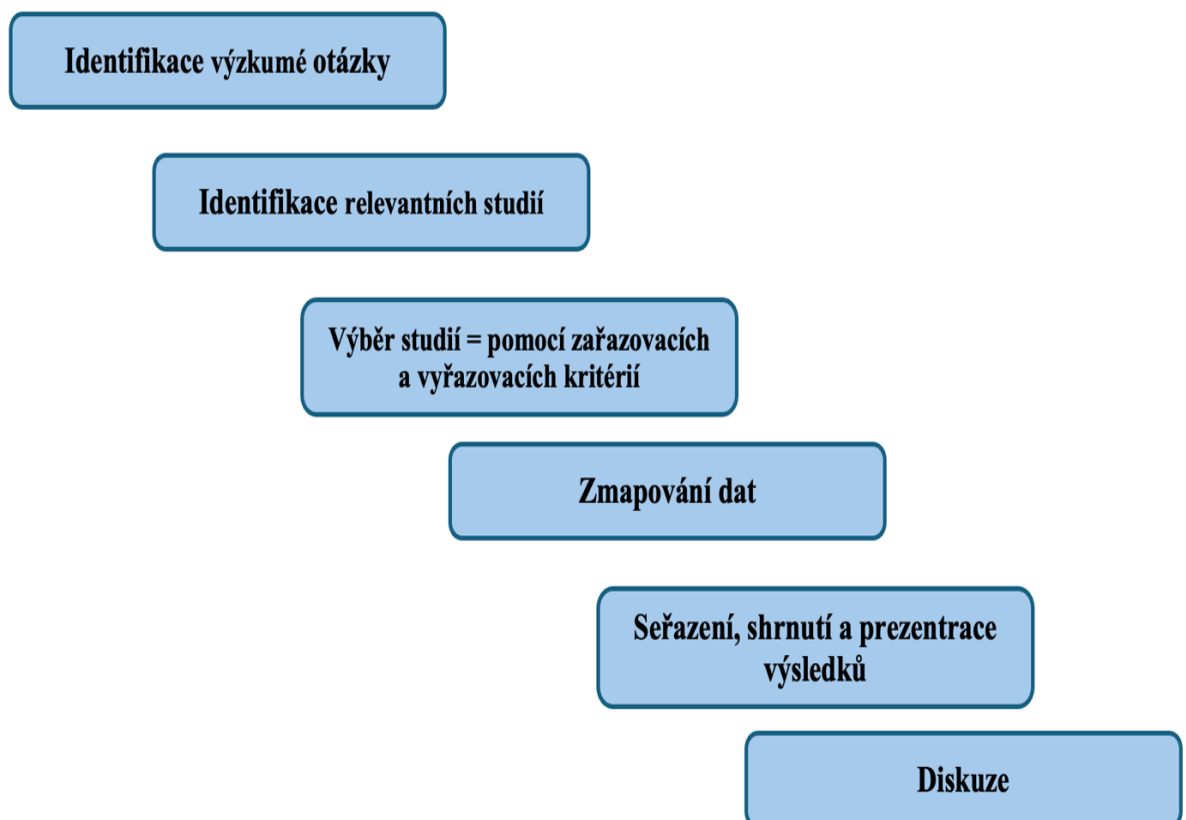 Identifikace výzkumé otázky
Identifikace relevantních studií
Výběr studií = pomocí zařazovacích
a vyřazovacích kritérií
Zmapování dat
Seřazení, shrnutí a prezentrace
výsledků
Diskuze